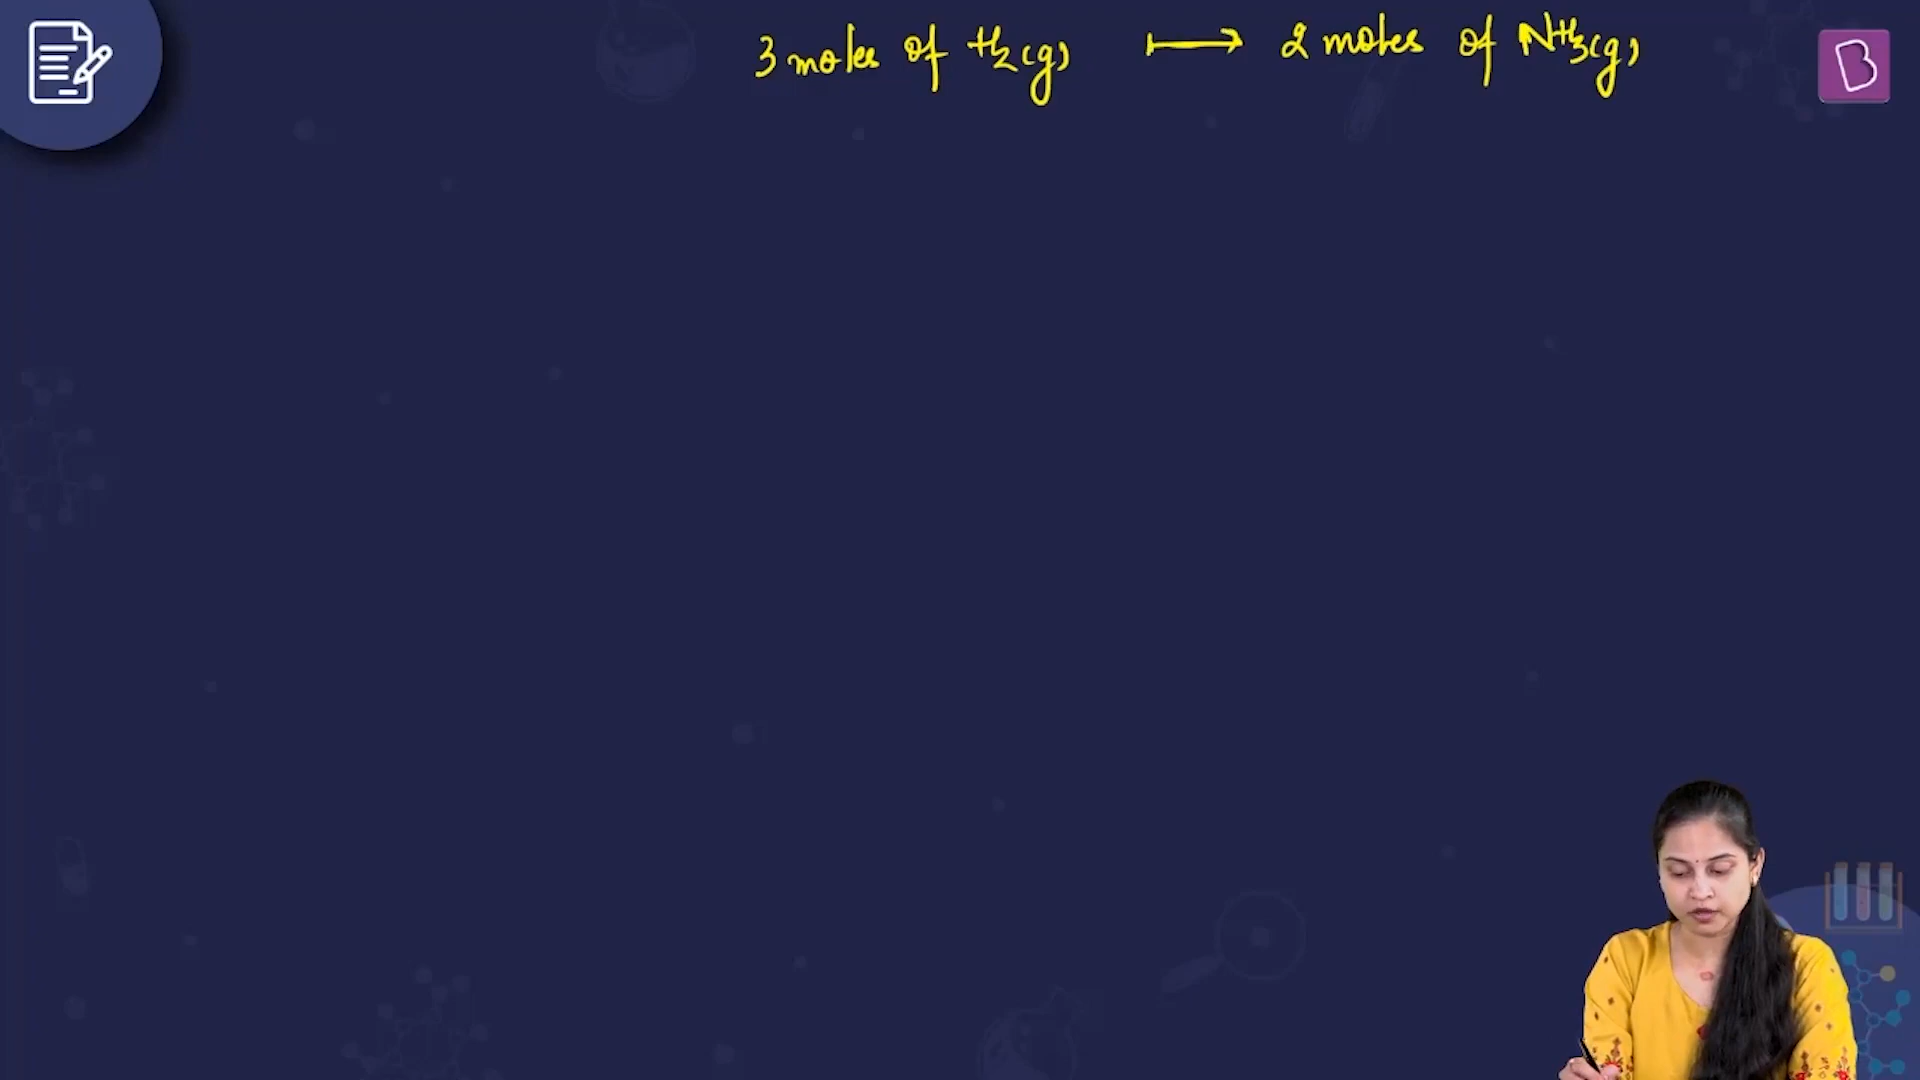 3 moles of H₂(g) ⟼ 2 moles of NH₃(g)
B